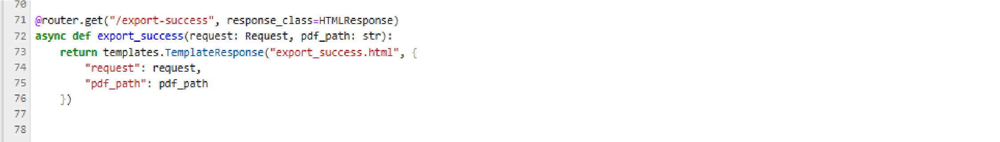 70
71 @router.get("/export-success", response_class=HTMLResponse)
72 async def export_success(request: Request, pdf_path: str):
73     return templates.TemplateResponse("export_success.html", {
74         "request": request,
75         "pdf_path": pdf_path
76     })
77
78